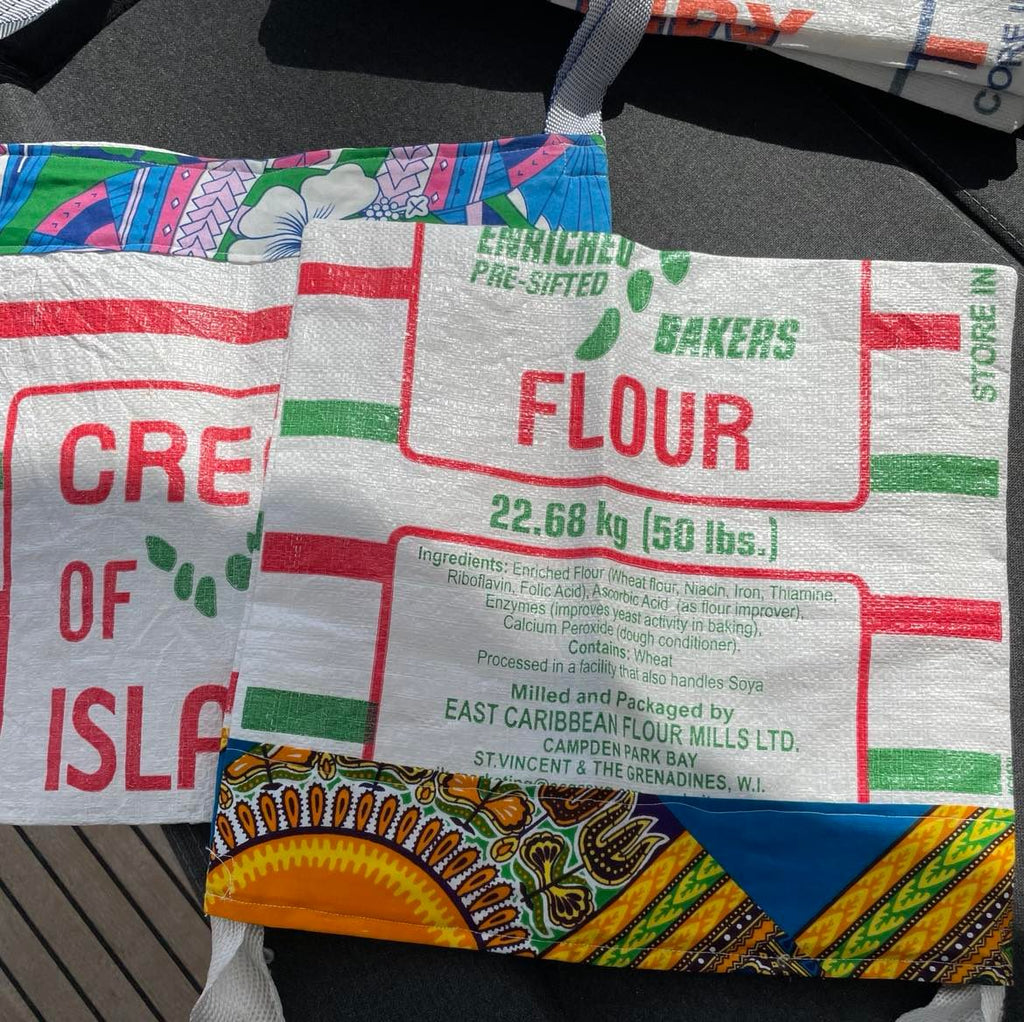 CORE
CRE
OF
ISLA
ENRICHED
PRE-SIFTED
BAKERS
FLOUR
STORE IN
22.68 kg (50 lbs.)
Ingredients: Enriched Flour (Wheat flour, Niacin, Iron, Thiamine,
Riboflavin, Folic Acid), Ascorbic Acid (as flour improver),
Enzymes (improves yeast activity in baking),
Calcium Peroxide (dough conditioner).
Contains: Wheat
Processed in a facility that also handles Soya
Milled and Packaged by
EAST CARIBBEAN FLOUR MILLS LTD.
CAMPDEN PARK BAY
ST.VINCENT & THE GRENADINES, W.I.